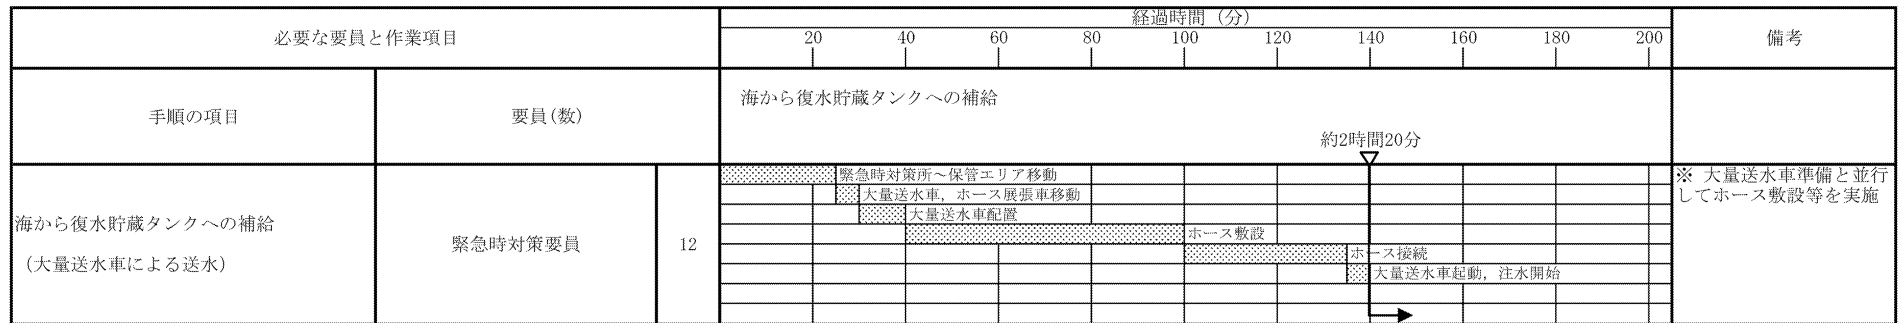 必要な要員と作業項目
経過時間（分）
20 40 60 80 100 120 140 160 180 200
備考
手順の項目
要員(数)
海から復水貯蔵タンクへの補給
約2時間20分
海から復水貯蔵タンクへの補給
（大量送水車による送水）
緊急時対策要員
12
緊急時対策所～保管エリア移動
大量送水車，ホース展張車移動
大量送水車配置
ホース敷設
ホース接続
大量送水車起動，注水開始
※ 大量送水車準備と並行
してホース敷設等を実施